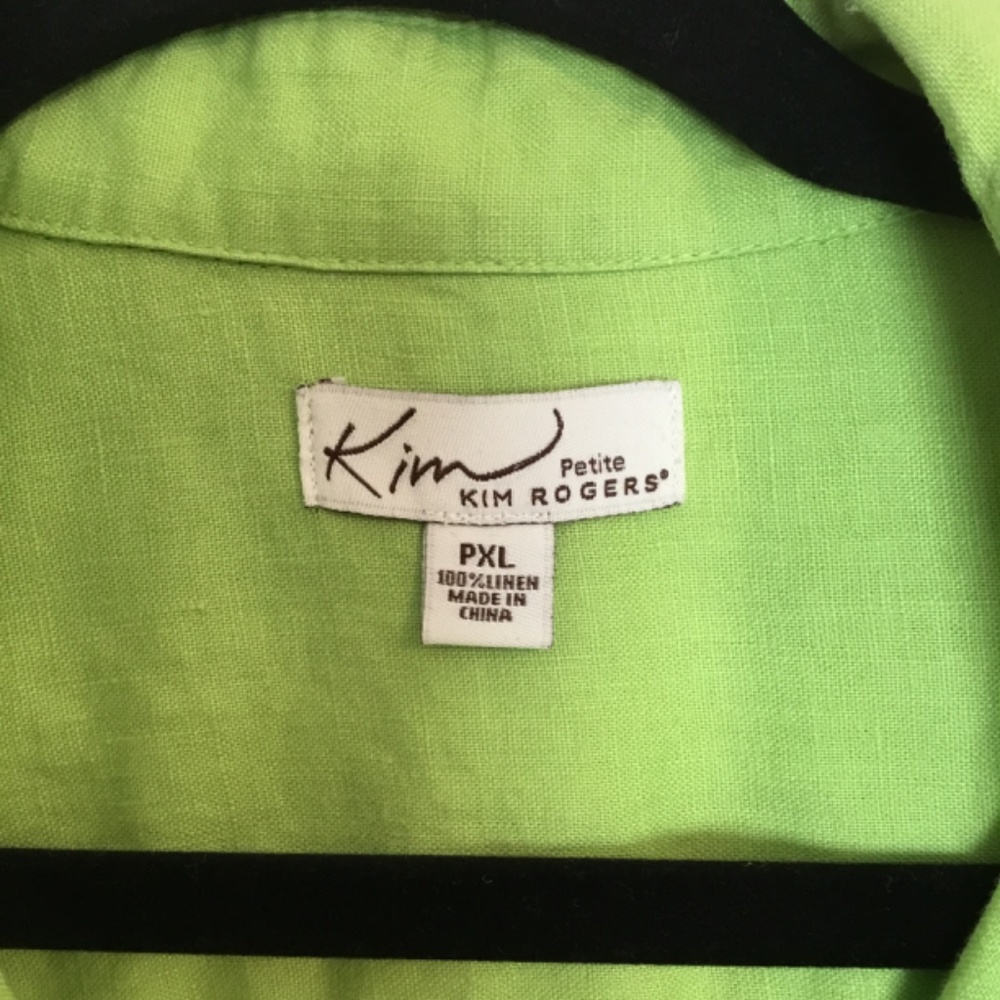 Kim
Petite
KIM ROGERS®
PXL
100%LINEN
MADE IN
CHINA